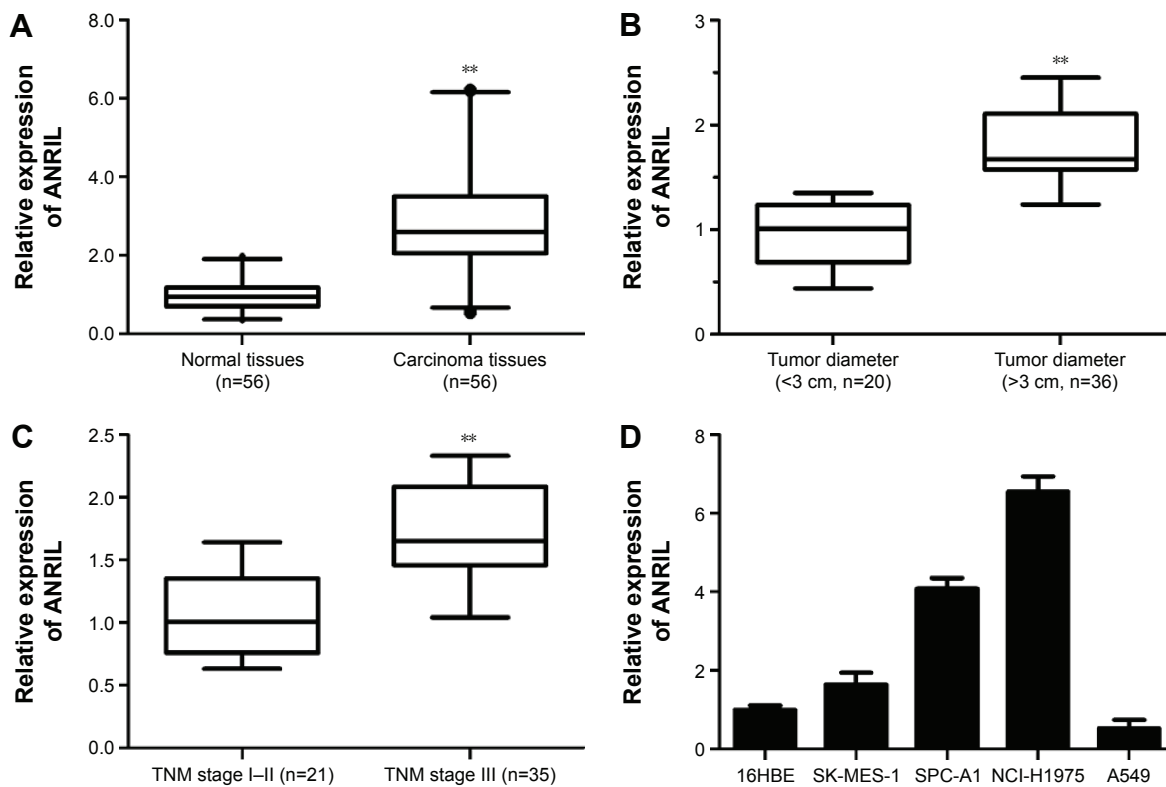 A
Relative expression
of ANRIL
8.0
6.0
4.0
2.0
0.0
**
Normal tissues
(n=56)
Carcinoma tissues
(n=56)
B
Relative expression
of ANRIL
3
2
1
0
**
Tumor diameter
(<3 cm, n=20)
Tumor diameter
(>3 cm, n=36)
C
Relative expression
of ANRIL
2.5
2.0
1.5
1.0
0.5
0.0
**
TNM stage I–II (n=21)
TNM stage III (n=35)
D
Relative expression
of ANRIL
8
6
4
2
0
16HBE
SK-MES-1
SPC-A1
NCI-H1975
A549